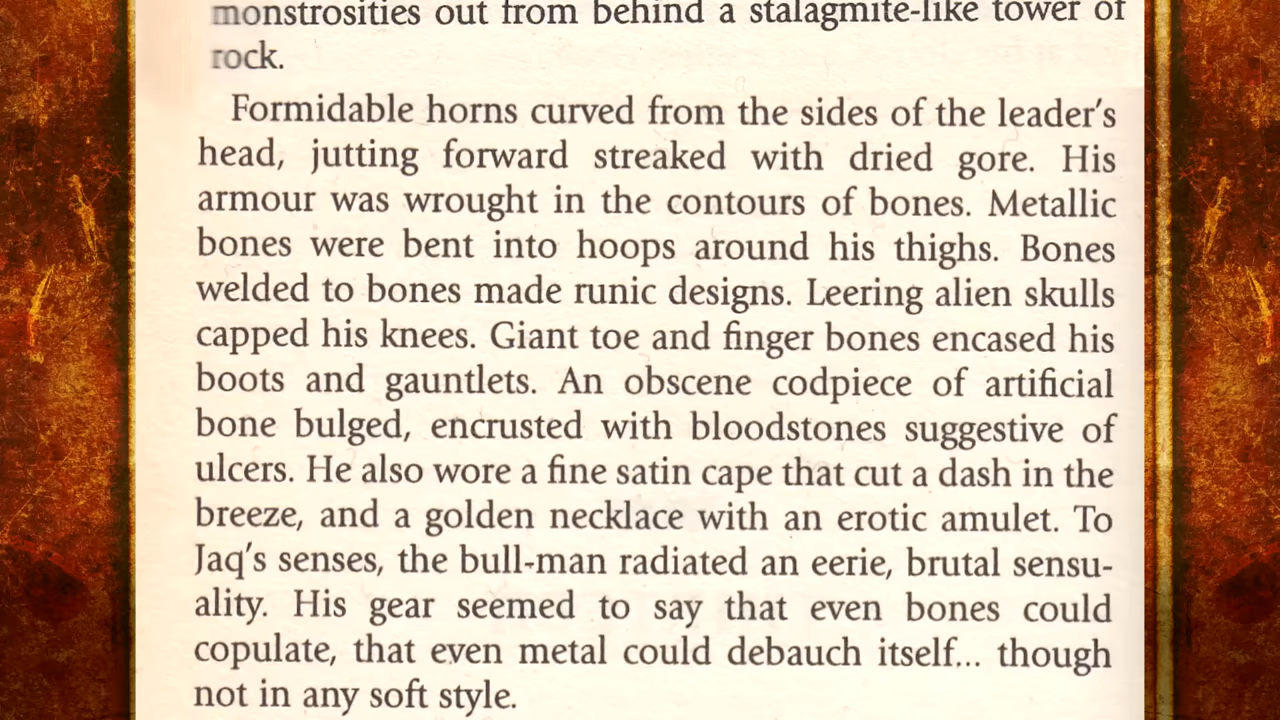 monstrosities out from behind a stalagmite-like tower of
rock.
Formidable horns curved from the sides of the leader's
head, jutting forward streaked with dried gore. His
armour was wrought in the contours of bones. Metallic
bones were bent into hoops around his thighs. Bones
welded to bones made runic designs. Leering alien skulls
capped his knees. Giant toe and finger bones encased his
boots and gauntlets. An obscene codpiece of artificial
bone bulged, encrusted with bloodstones suggestive of
ulcers. He also wore a fine satin cape that cut a dash in the
breeze, and a golden necklace with an erotic amulet. To
Jaq's senses, the bull-man radiated an eerie, brutal sensu-
ality. His gear seemed to say that even bones could
copulate, that even metal could debauch itself... though
not in any soft style.